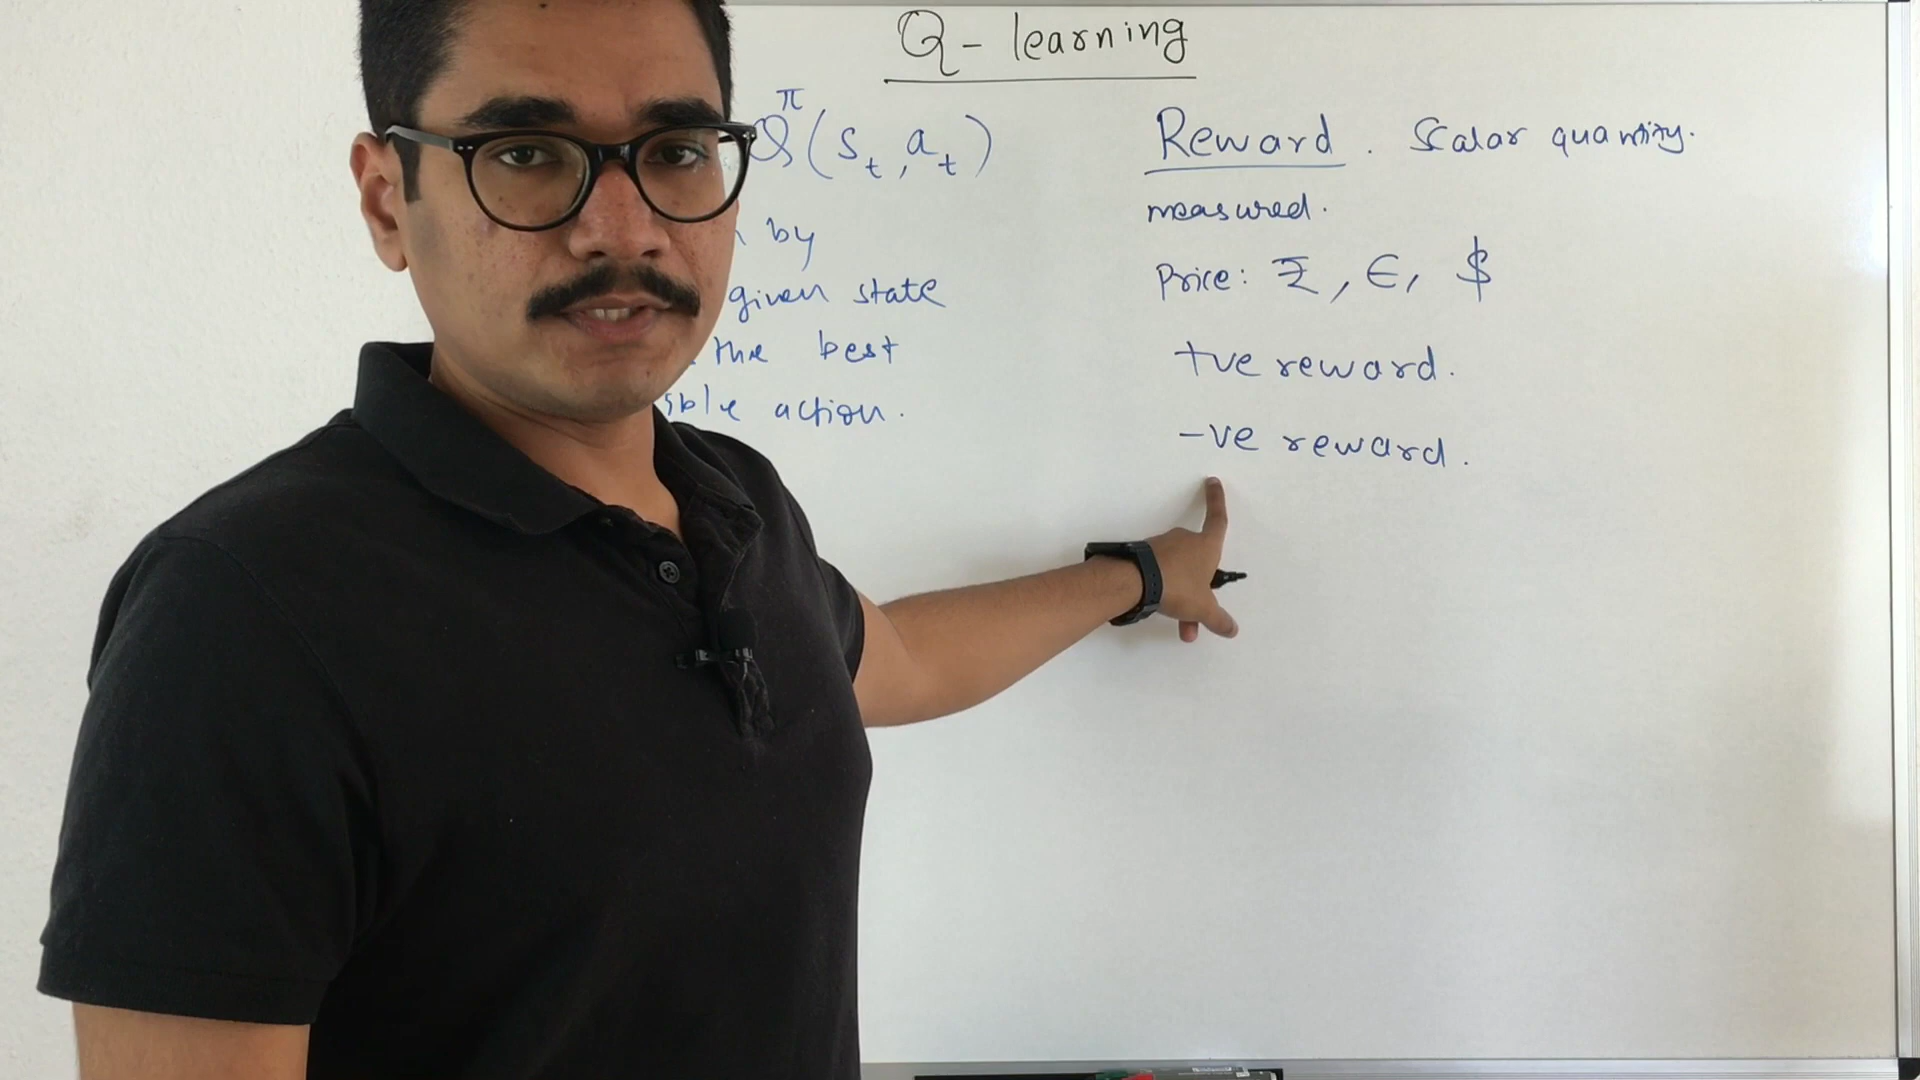 Q - learning
Q^π(s_t, a_t)
by
given state
the best
action.
Reward. Scalar quantity.
measured.
Price: ₹, €, $
+ve reward.
-ve reward.